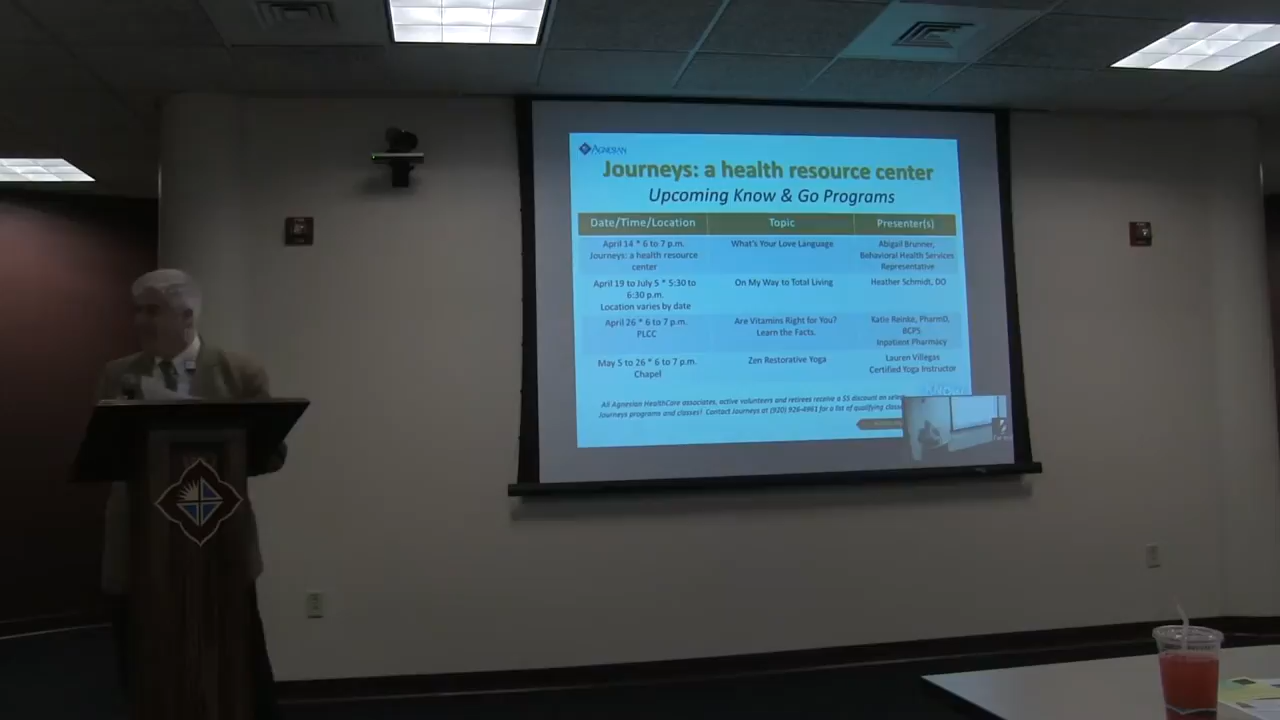 AGNESIAN
Journeys: a health resource center
Upcoming Know & Go Programs
Date/Time/Location Topic Presenter(s)
April 14 * 6 to 7 p.m. What's Your Love Language Abigail Brunner,
Journeys: a health resource Behavioral Health Services
center Representative
April 19 to July 5 * 5:30 to On My Way to Total Living Heather Schmidt, DO
6:30 p.m.
Location varies by date
April 26 * 6 to 7 p.m. Are Vitamins Right for You? Katie Reinke, PharmD,
PLCC Learn the Facts. BCPS
Inpatient Pharmacy
May 5 to 26 * 6 to 7 p.m. Zen Restorative Yoga Lauren Villegas
Chapel Certified Yoga Instructor
All Agnesian HealthCare associates, active volunteers and retirees receive a $5 discount on
Journeys programs and classes! Contact Journeys at (920) 926-4961 for a list of qualifying